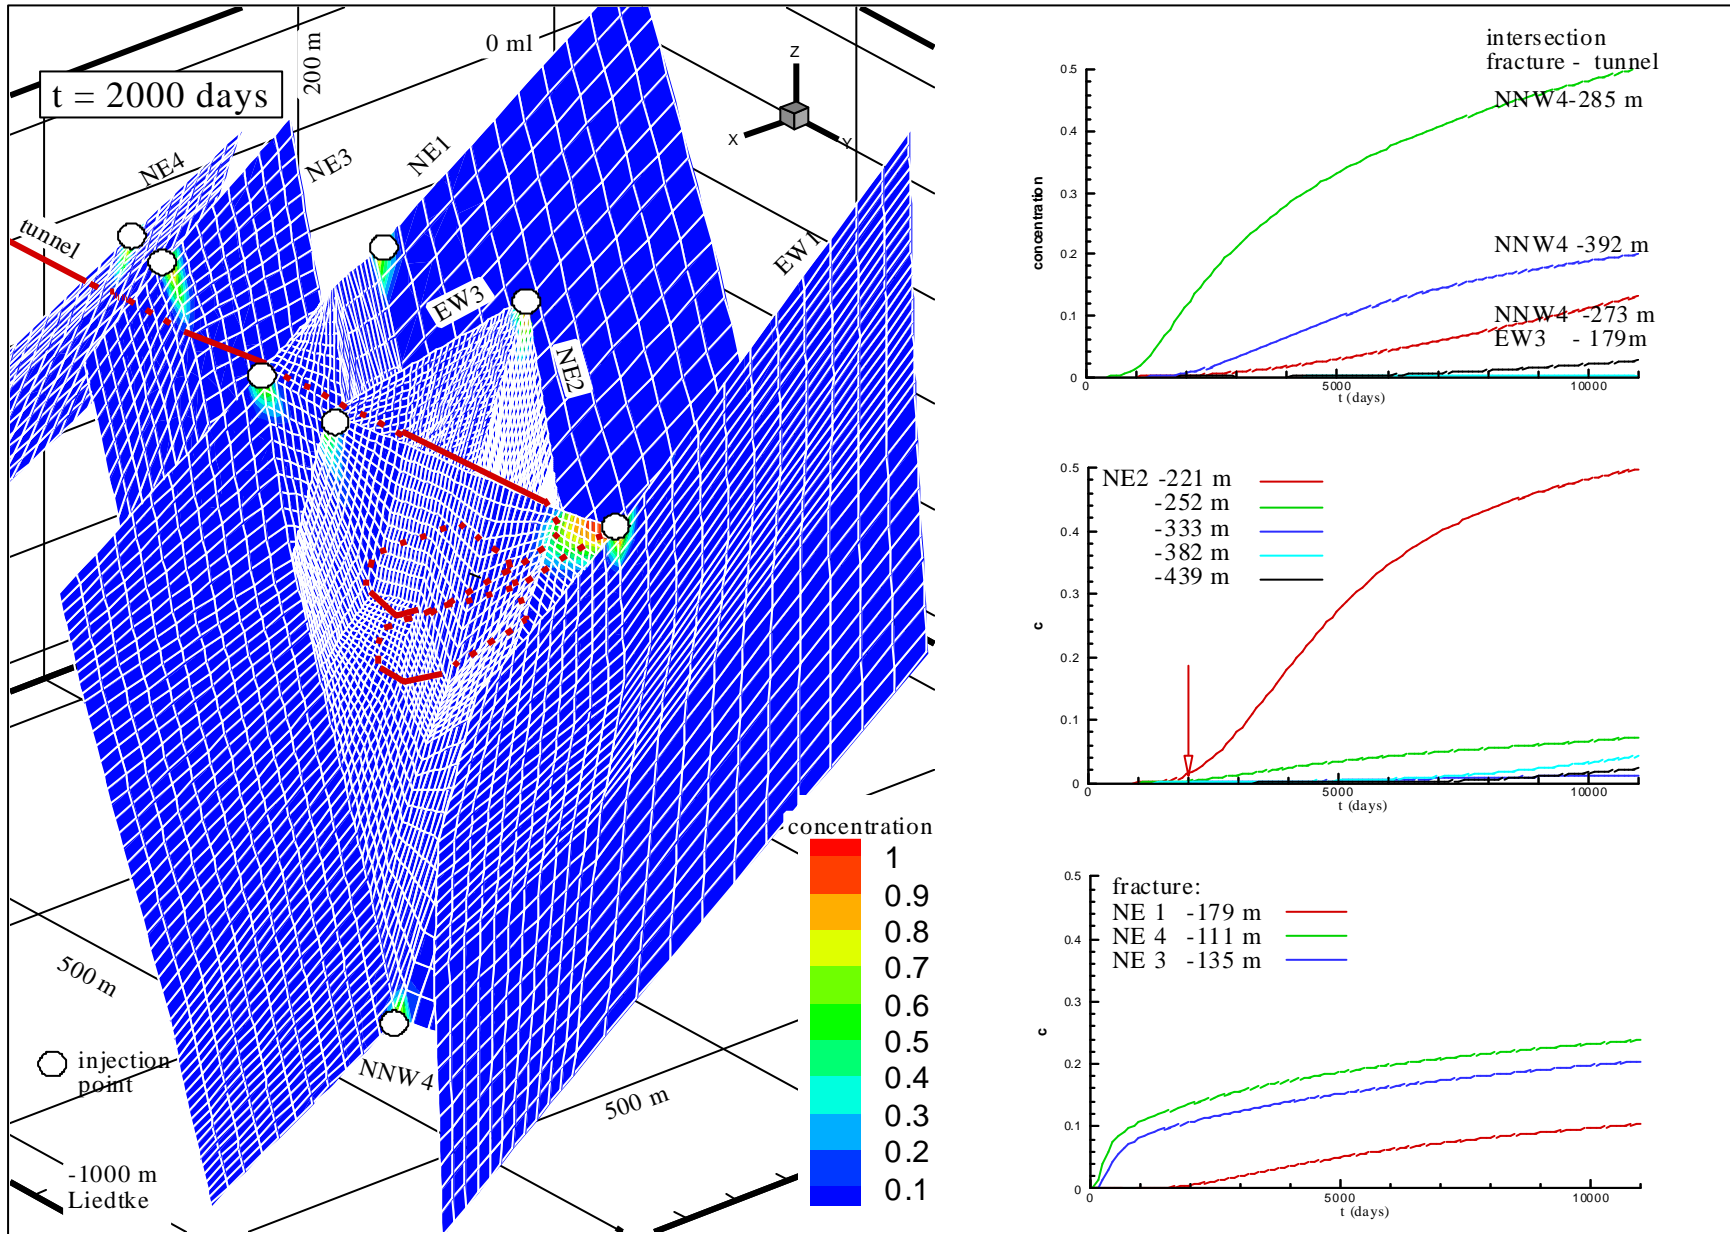 t = 2000 days
200 m
0 ml
z
x
Y
NE4
NE3
NE1
EW1
tunnel
EW3
NE2
concentration
1
0.9
0.8
0.7
0.6
0.5
0.4
0.3
0.2
0.1
500 m
injection
point
NNW4
500 m
-1000 m
Liedtke
intersection
fracture - tunnel
NNW4-285 m
NNW4 -392 m
NNW4 -273 m
EW3 - 179m
concentration
0.5
0.4
0.3
0.2
0.1
0
5000
10000
t (days)
NE2 -221 m
-252 m
-333 m
-382 m
-439 m
c
0.5
0.4
0.3
0.2
0.1
0
0
5000
10000
t (days)
fracture:
NE 1 -179 m
NE 4 -111 m
NE 3 -135 m
c
0.5
0.4
0.3
0.2
0.1
0
0
5000
10000
t (days)